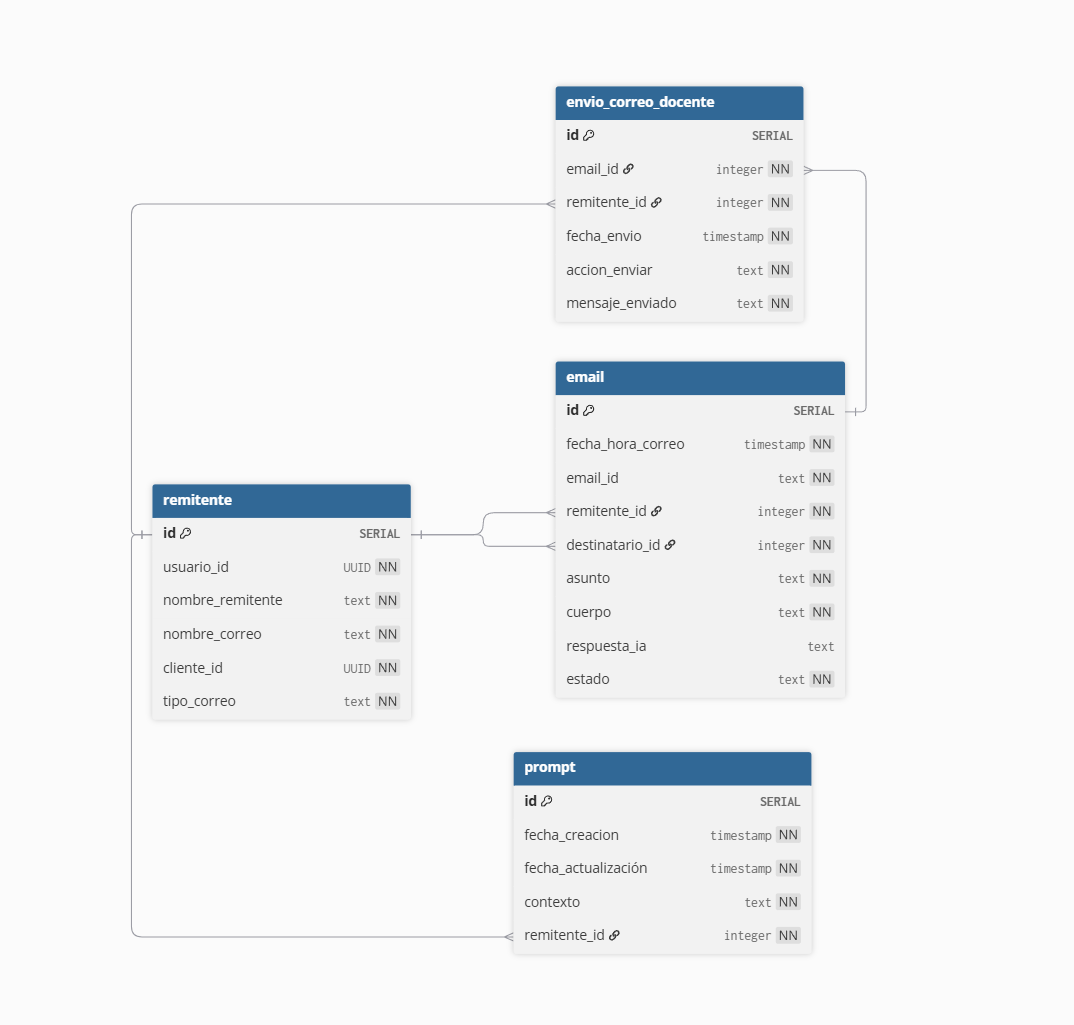 envio_correo_docente
id SERIAL
email_id integer NN
remitente_id integer NN
fecha_envio timestamp NN
accion_enviar text NN
mensaje_enviado text NN
email
id SERIAL
fecha_hora_correo timestamp NN
email_id text NN
remitente_id integer NN
destinatario_id integer NN
asunto text NN
cuerpo text NN
respuesta_ia text
estado text NN
remitente
id SERIAL
usuario_id UUID NN
nombre_remitente text NN
nombre_correo text NN
cliente_id UUID NN
tipo_correo text NN
prompt
id SERIAL
fecha_creacion timestamp NN
fecha_actualización timestamp NN
contexto text NN
remitente_id integer NN